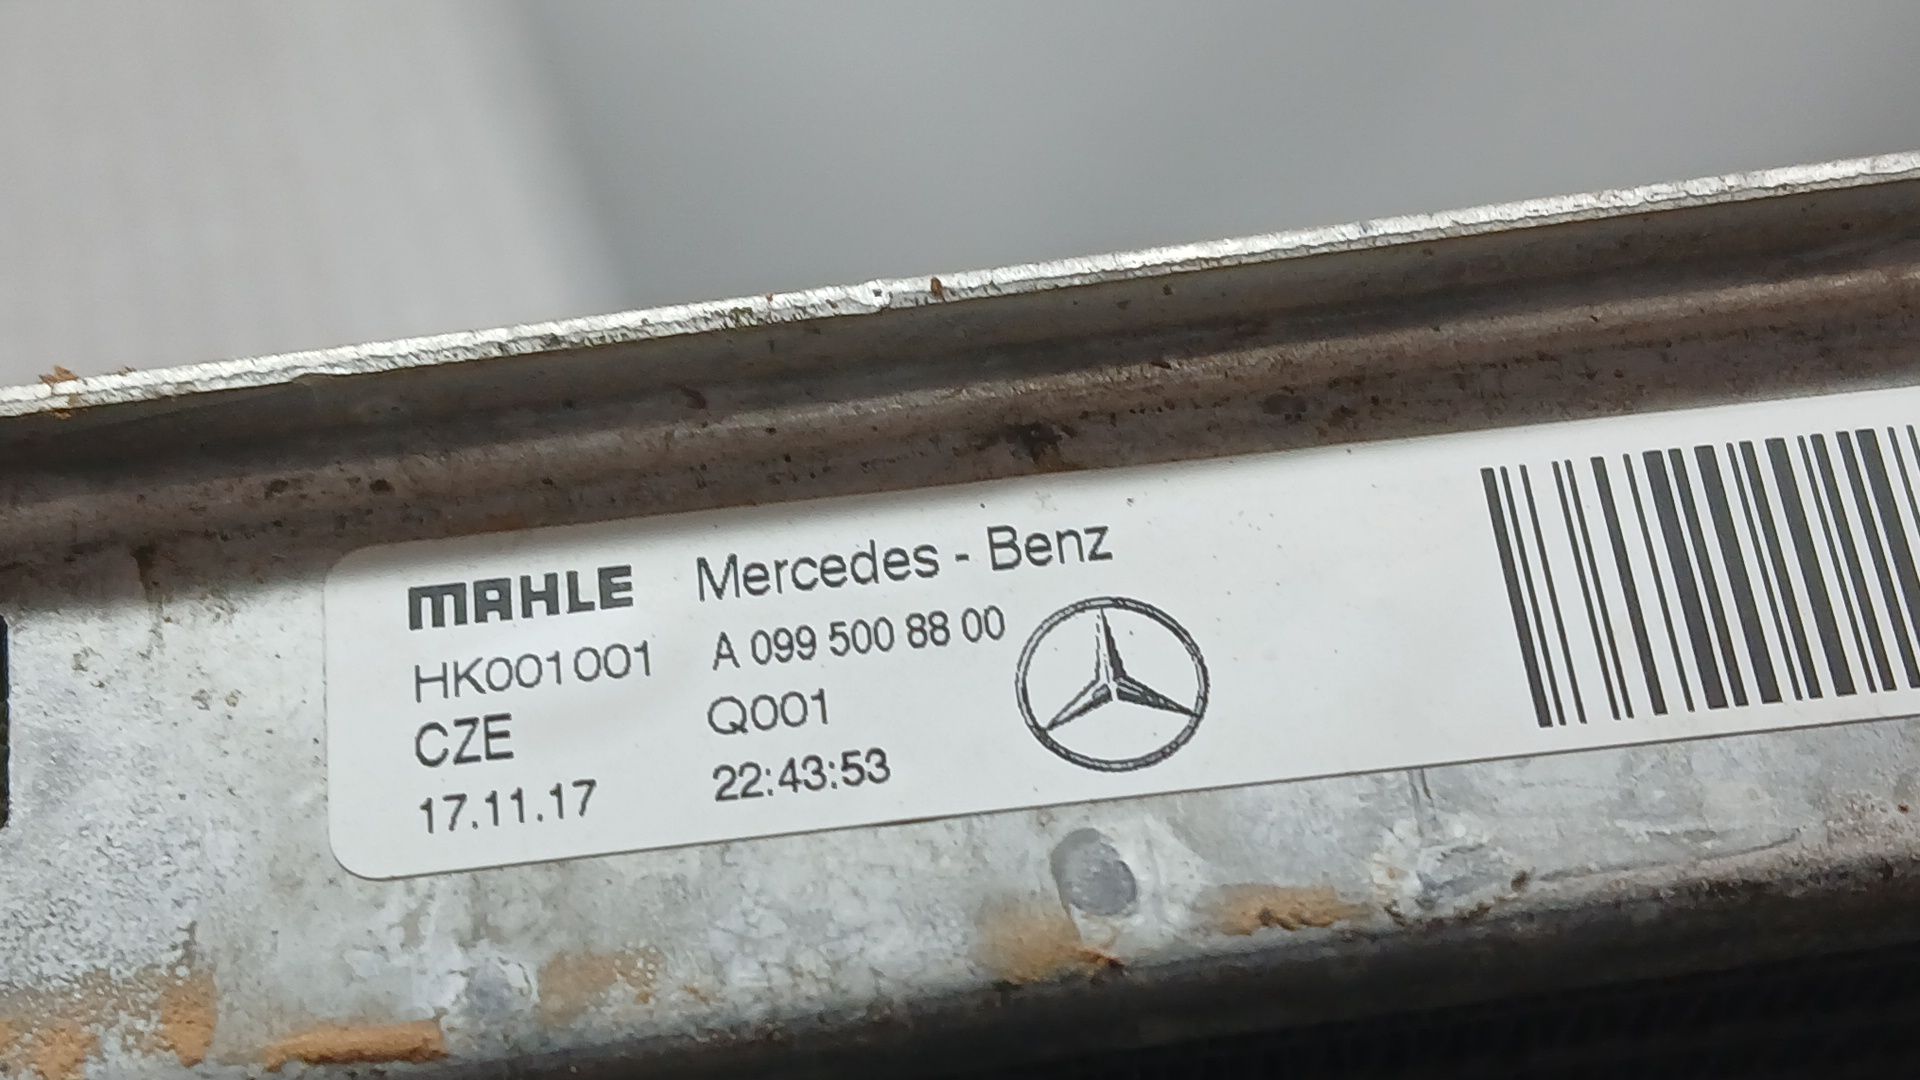 MAHLE Mercedes - Benz
HK001001 A 099 500 88 00
CZE Q001
17.11.17 22:43:53